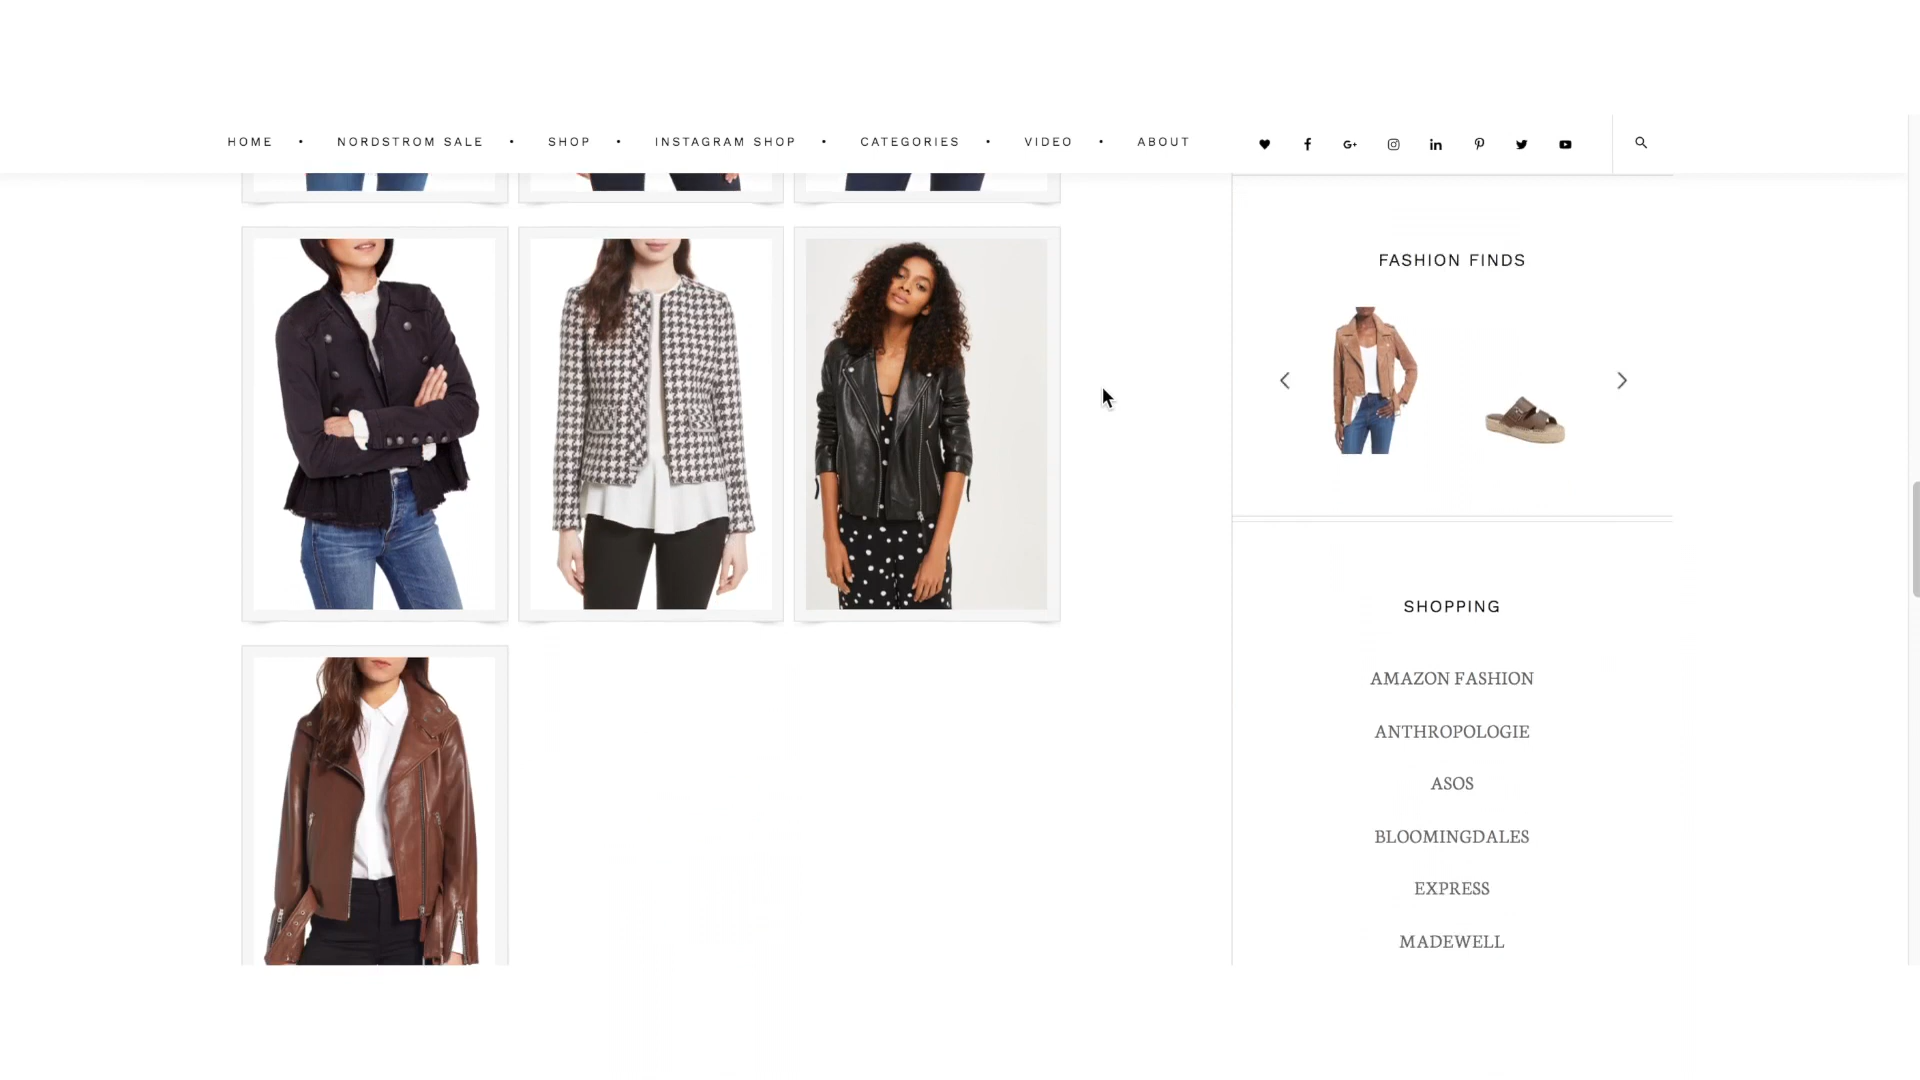 HOME • NORDSTROM SALE • SHOP • INSTAGRAM SHOP • CATEGORIES • VIDEO • ABOUT
FASHION FINDS
SHOPPING
AMAZON FASHION
ANTHROPOLOGIE
ASOS
BLOOMINGDALES
EXPRESS
MADEWELL